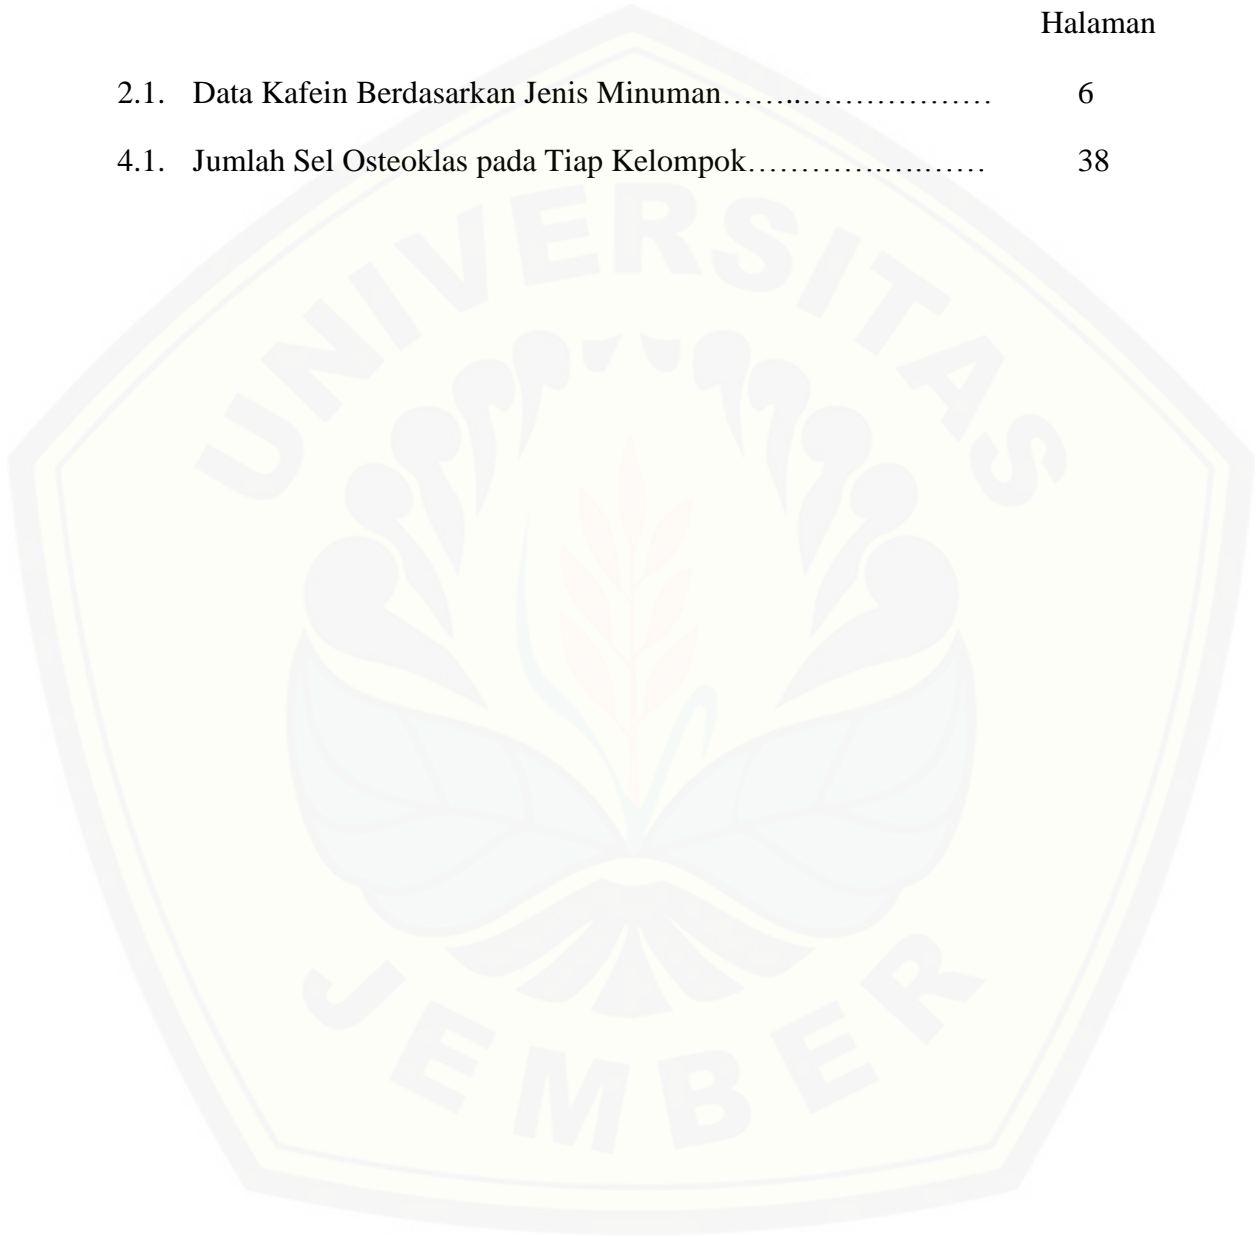 Halaman
2.1. Data Kafein Berdasarkan Jenis Minuman……..……………… 6
4.1. Jumlah Sel Osteoklas pada Tiap Kelompok………….….…… 38
UNIVERSITAS
JEMBER